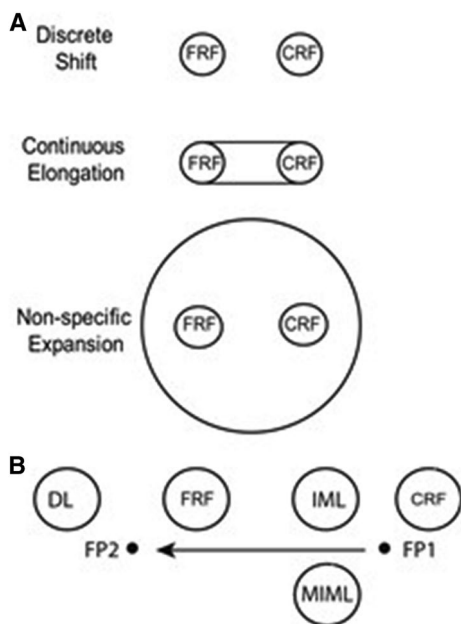 A
Discrete
Shift
FRF CRF
Continuous
Elongation
FRF CRF
Non-specific
Expansion
FRF CRF
B
DL FRF IML CRF
FP2 FP1
MIML